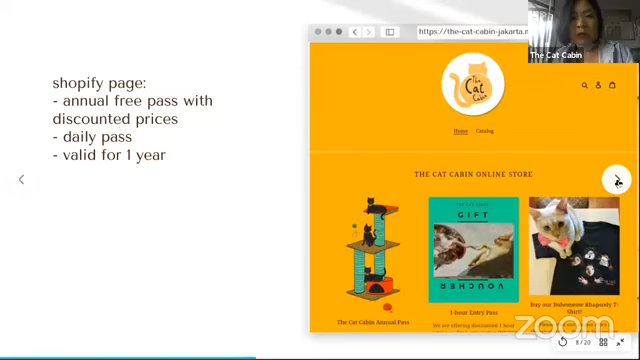 shopify page:
- annual free pass with
discounted prices
- daily pass
- valid for 1 year
https://the-cat-cabin-jakarta.m
The Cat Cabin
The
Cat
Cabin
Home Catalog
THE CAT CABIN ONLINE STORE
THE CAT CABIN
GIFT
VOUCHER
The Cat Cabin Annual Pass
1-hour Entry Pass
We are offering discounted 1 hour
Buy our Bohemeow Rhapsody T-
Shirt!
zoom
8 / 20